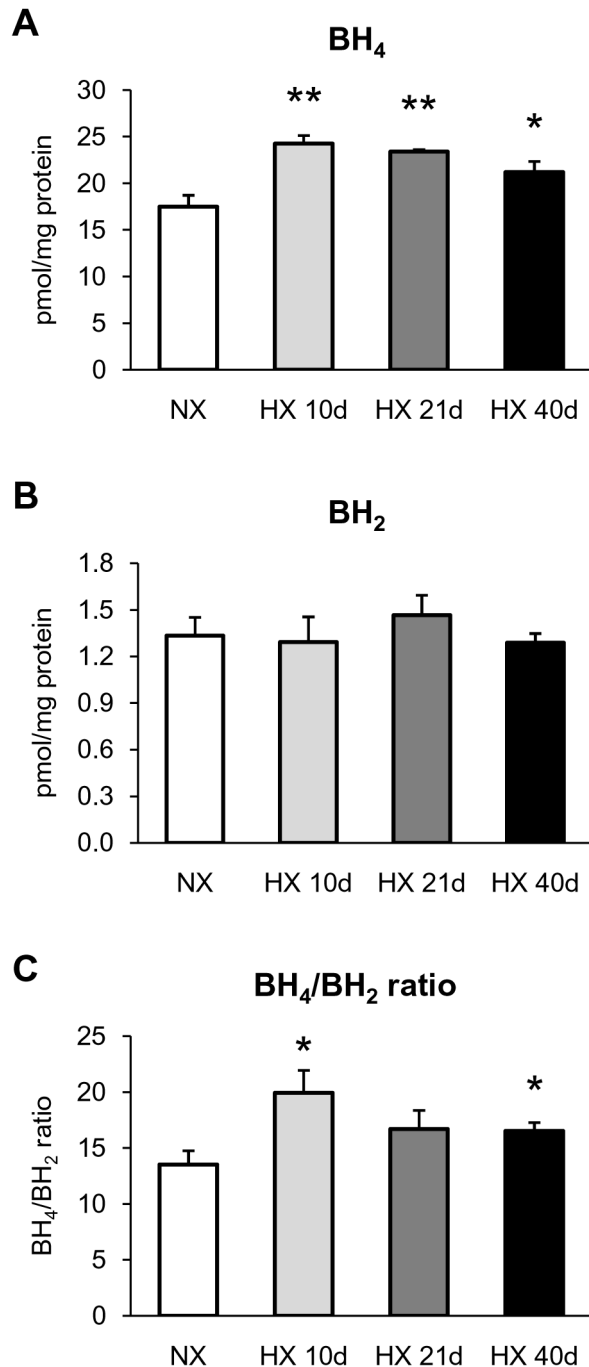 A
BH₄
pmol/mg protein
30
25
20
15
10
5
0
** ** *
NX HX 10d HX 21d HX 40d
B
BH₂
pmol/mg protein
1.8
1.5
1.2
0.9
0.6
0.3
0.0
NX HX 10d HX 21d HX 40d
C
BH₄/BH₂ ratio
BH₄/BH₂ ratio
25
20
15
10
5
0
* *
NX HX 10d HX 21d HX 40d